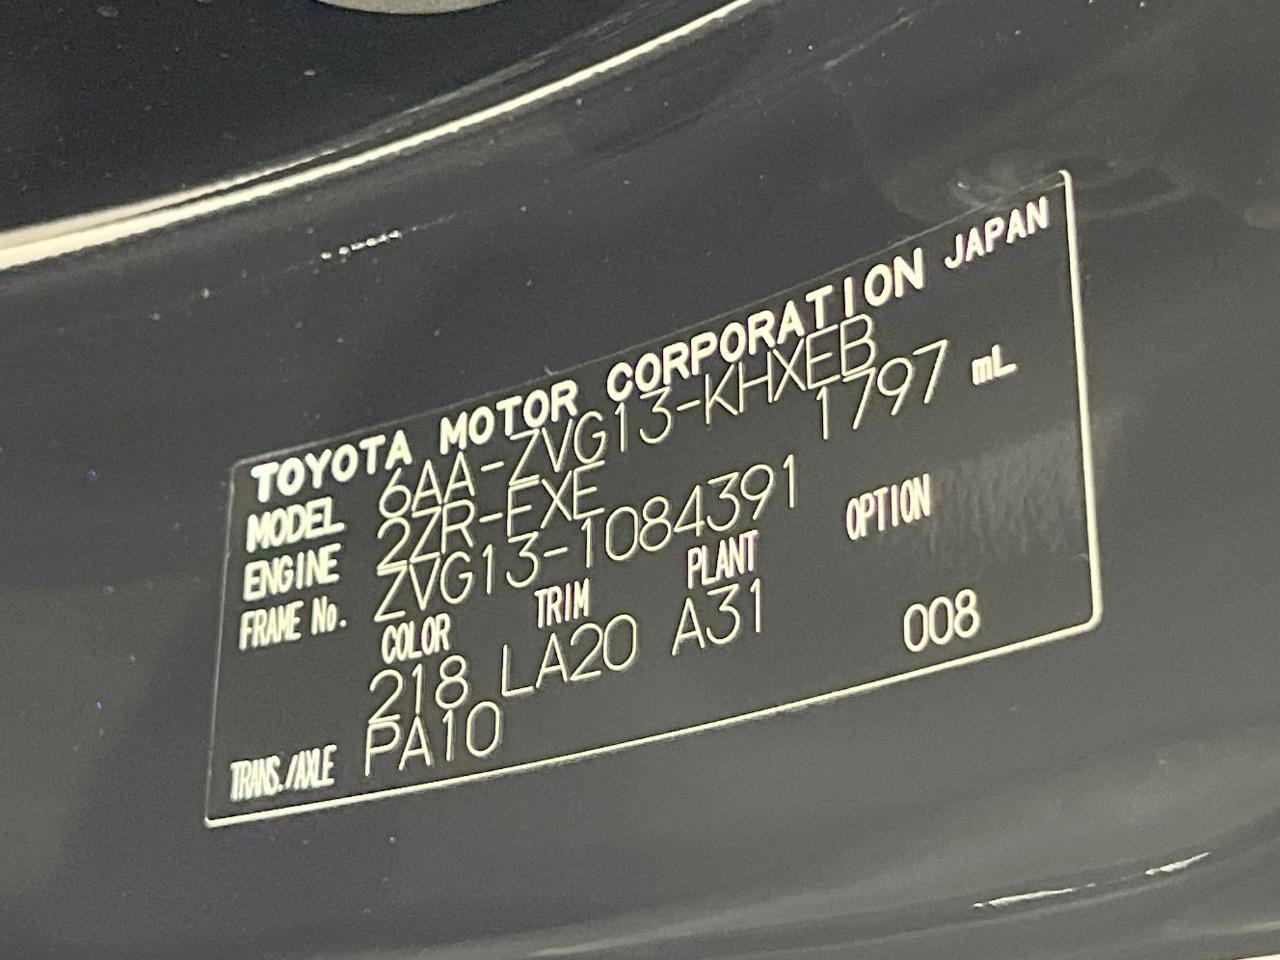 TOYOTA MOTOR CORPORATION JAPAN
MODEL 6AA-ZVG13-KHXEB
ENGINE 2ZR-FXE 1797 mL
FRAME No. ZVG13-1084391
COLOR TRIM PLANT OPTION
218 LA20 A31 008
TRANS./AXLE PA10